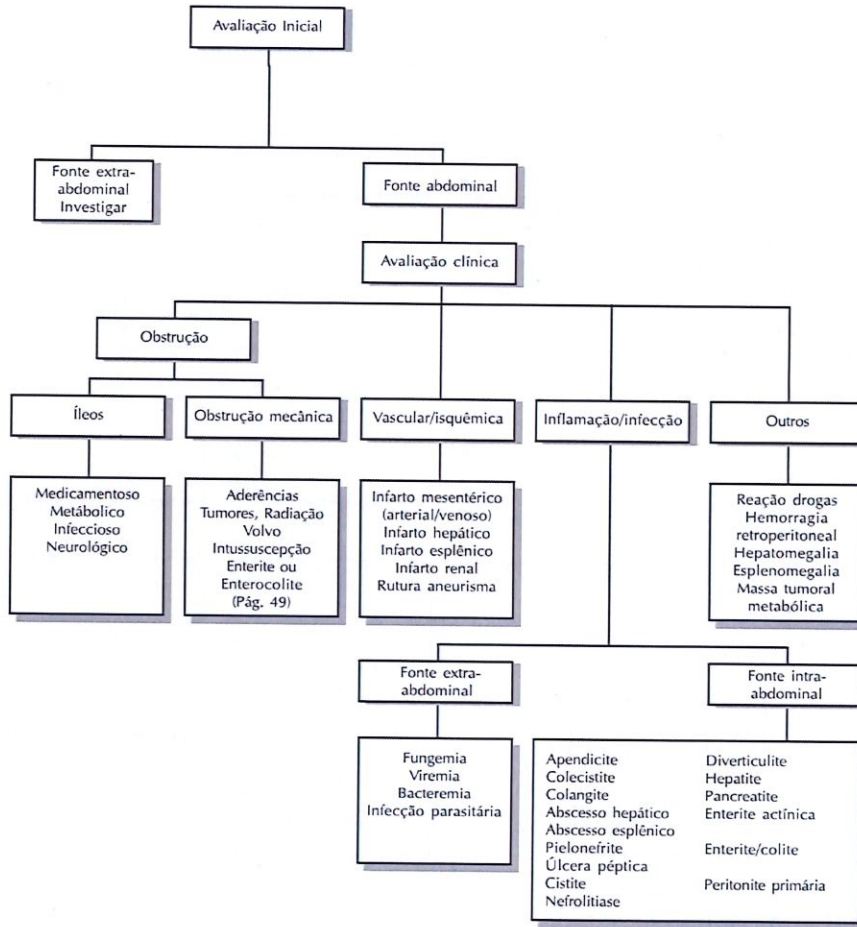 Avaliação Inicial
Fonte extra-
abdominal
Investigar
Fonte abdominal
Avaliação clínica
Obstrução
Íleos
Obstrução mecânica
Vascular/isquêmica
Inflamação/infecção
Outros
Medicamentoso
Metábolico
Infeccioso
Neurológico
Aderências
Tumores, Radiação
Volvo
Intussuscepção
Enterite ou
Enterocolite
(Pág. 49)
Infarto mesentérico
(arterial/venoso)
Infarto hepático
Infarto esplênico
Infarto renal
Rutura aneurisma
Reação drogas
Hemorragia
retroperitoneal
Hepatomegalia
Esplenomegalia
Massa tumoral
metabólica
Fonte extra-
abdominal
Fonte intra-
abdominal
Fungemia
Viremia
Bacteremia
Infecção parasitária
Apendicite Diverticulite
Colecistite Hepatite
Colangite Pancreatite
Abscesso hepático Enterite actínica
Abscesso esplênico
Pielonefrite Enterite/colite
Úlcera péptica
Cistite Peritonite primária
Nefrolitiase